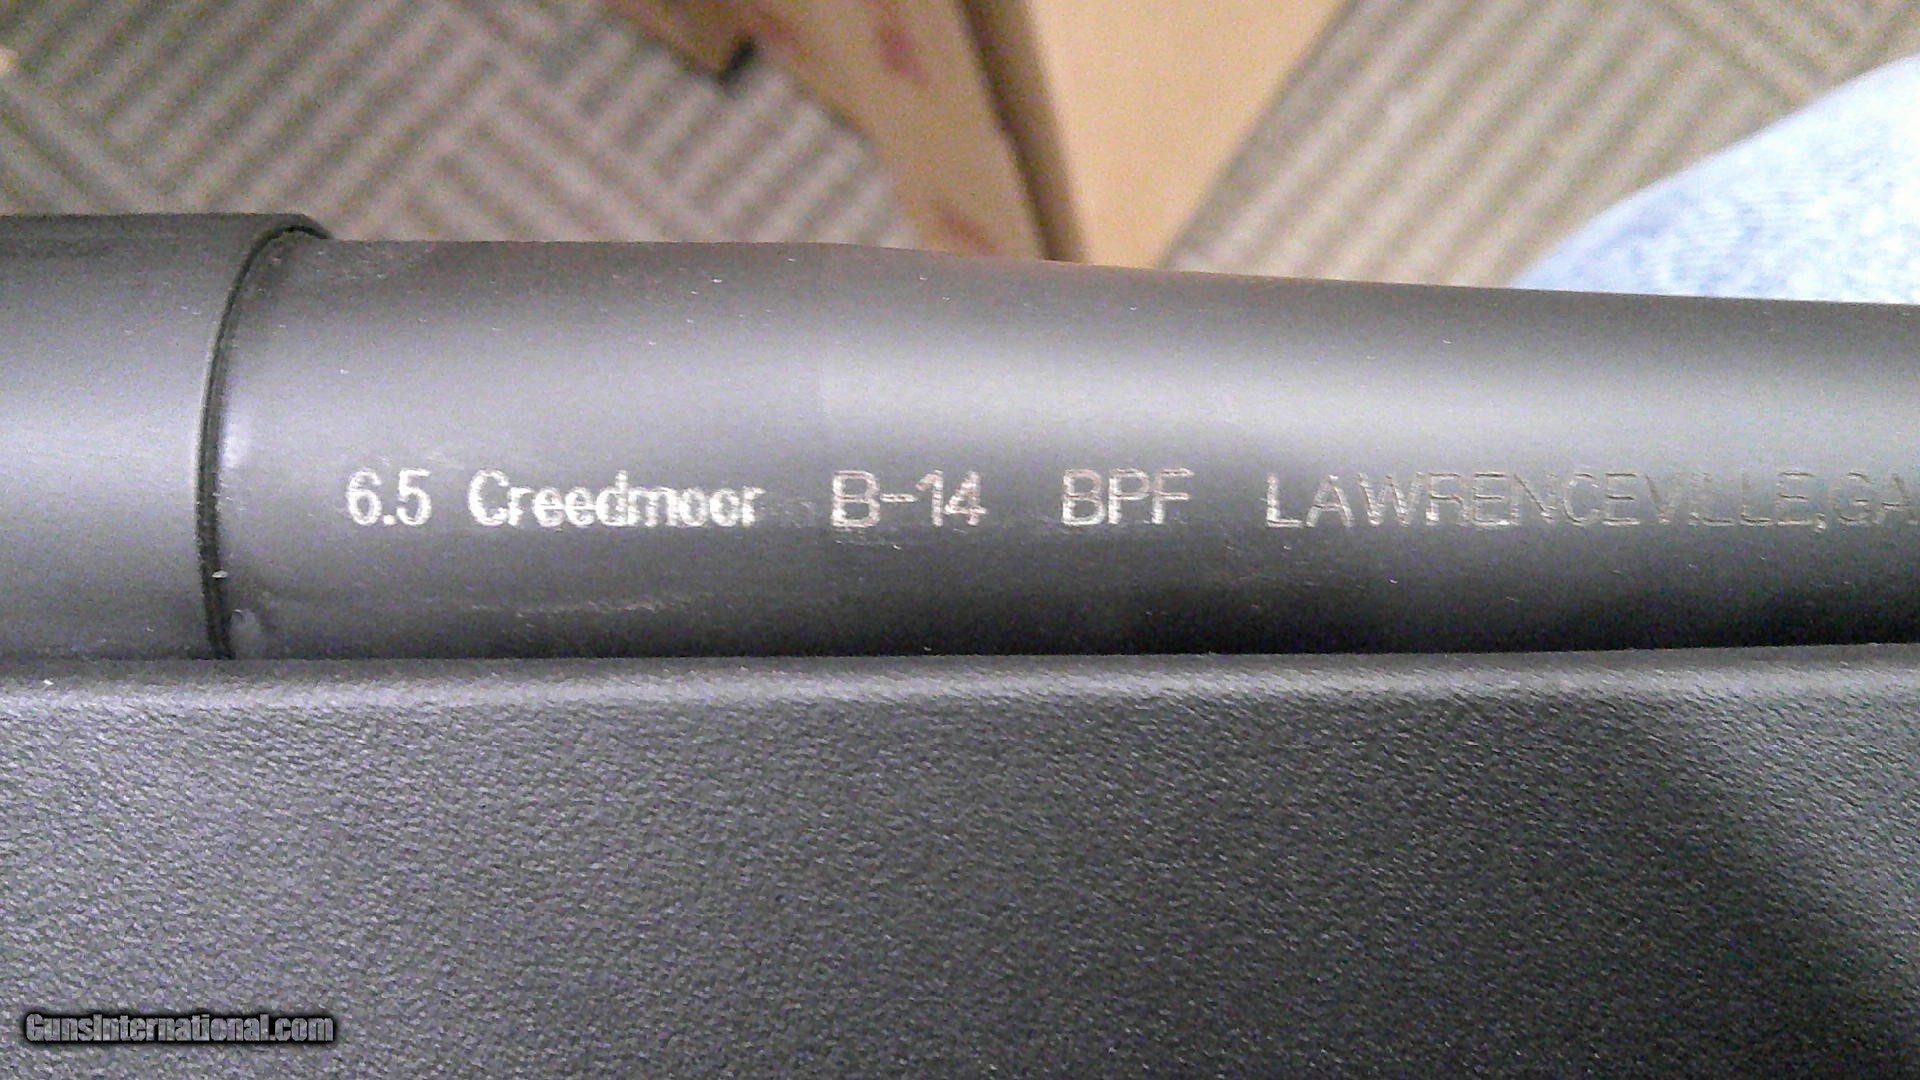 6.5 Creedmoor B-14 BPF LAWRENCEVILLE,GA
GunsInternational.com